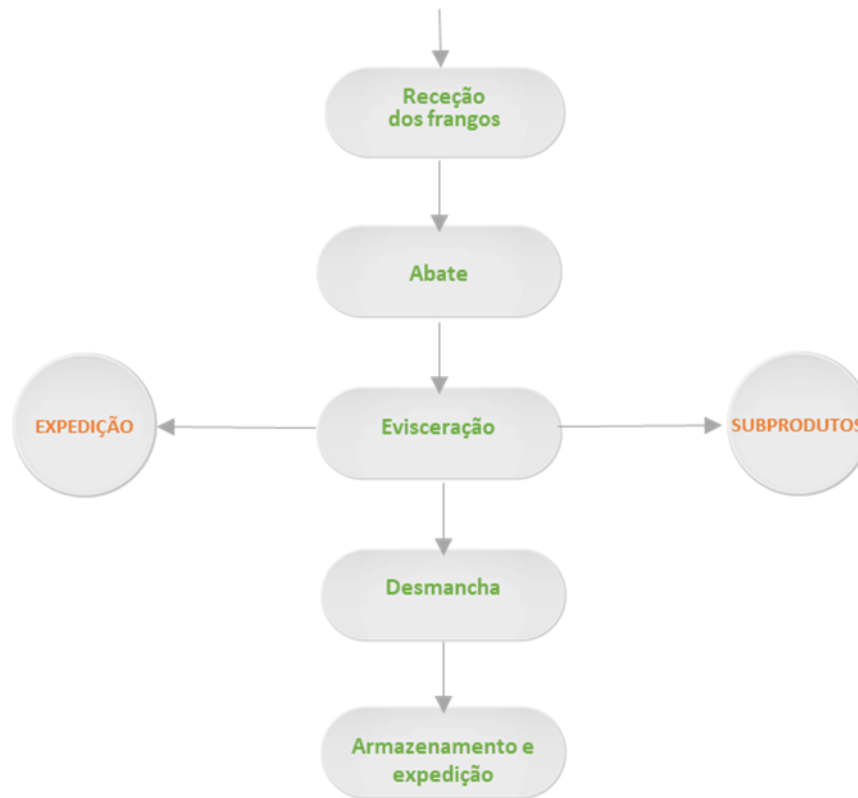 Receção
dos frangos
Abate
EXPEDIÇÃO
Evisceração
SUBPRODUTOS
Desmancha
Armazenamento e
expedição